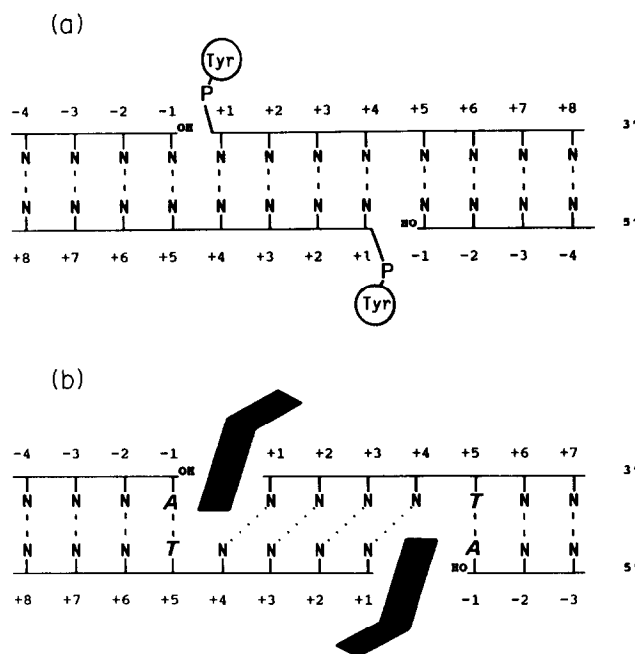 (a)
Tyr
P
-4 -3 -2 -1 +1 +2 +3 +4 +5 +6 +7 +8
OH 3'
N N N N N N N N N N N N
N N N N N N N N N N N N
HO 5'
+8 +7 +6 +5 +4 +3 +2 +1 -1 -2 -3 -4
P
Tyr
(b)
-4 -3 -2 -1 +1 +2 +3 +4 +5 +6 +7
OH 3'
N N N A N N N N T N N
N N N T N N N N A N N
HO 5'
+8 +7 +6 +5 +4 +3 +2 +1 -1 -2 -3